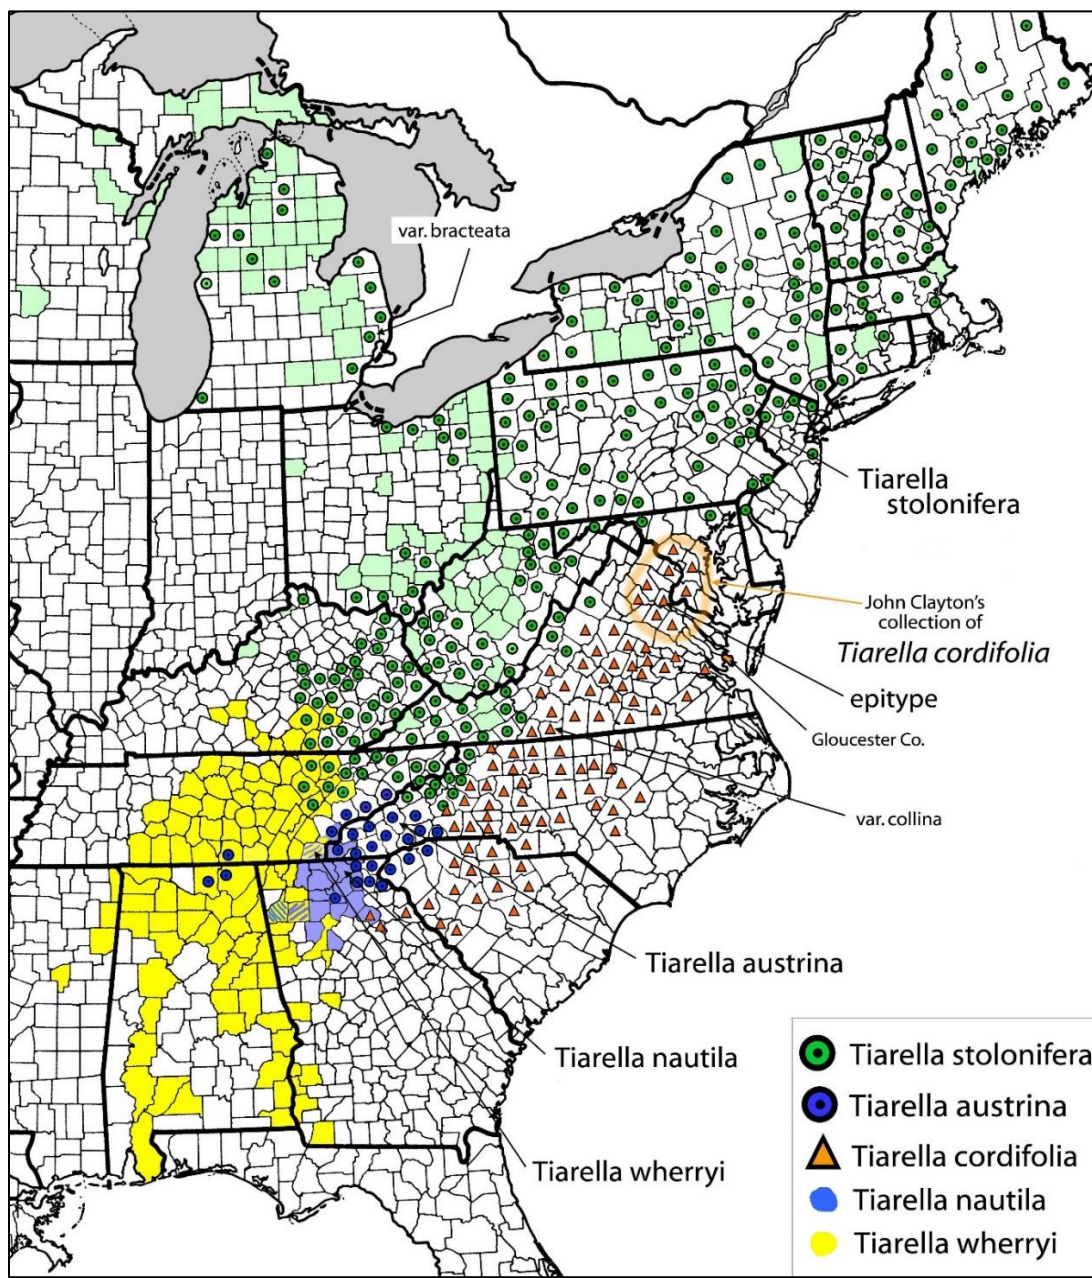 var. bracteata
Tiarella
stolonifera
John Clayton's
collection of
Tiarella cordifolia
epitype
Gloucester Co.
var. collina
Tiarella austrina
Tiarella nautila
Tiarella wherryi
Tiarella stolonifera
Tiarella austrina
Tiarella cordifolia
Tiarella nautila
Tiarella wherryi